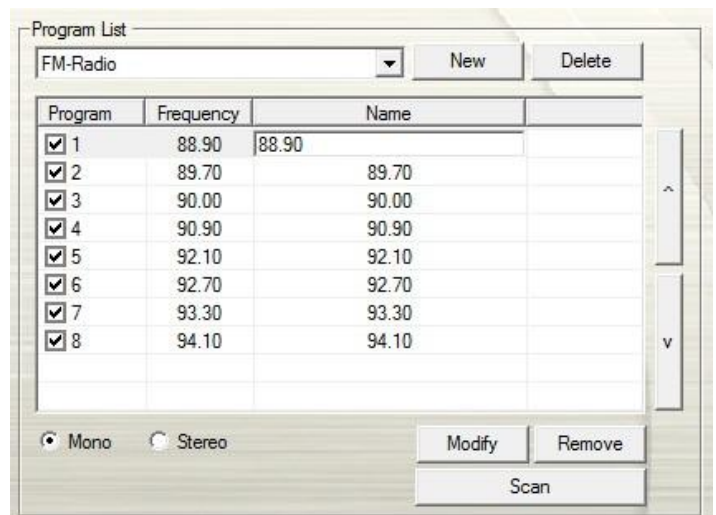 Program List
FM-Radio New Delete
Program Frequency Name
1 88.90 88.90
2 89.70 89.70
3 90.00 90.00
4 90.90 90.90
5 92.10 92.10
6 92.70 92.70
7 93.30 93.30
8 94.10 94.10
^
v
Mono Stereo Modify Remove
Scan